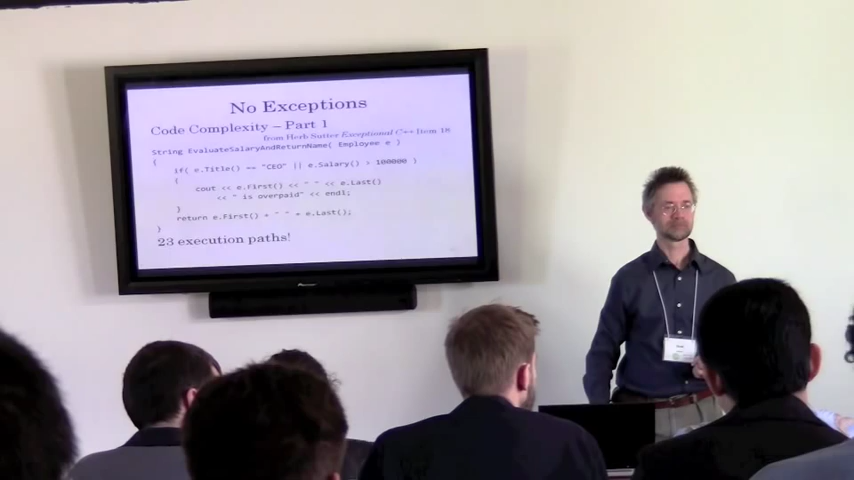 No Exceptions
Code Complexity – Part 1
from Herb Sutter Exceptional C++ Item 18
String EvaluateSalaryAndReturnName( Employee e )
{
if( e.Title() == "CEO" || e.Salary() > 100000 )
{
cout << e.First() << " " << e.Last()
<< " is overpaid" << endl;
}
return e.First() + " " + e.Last();
}
23 execution paths!
Pioneer